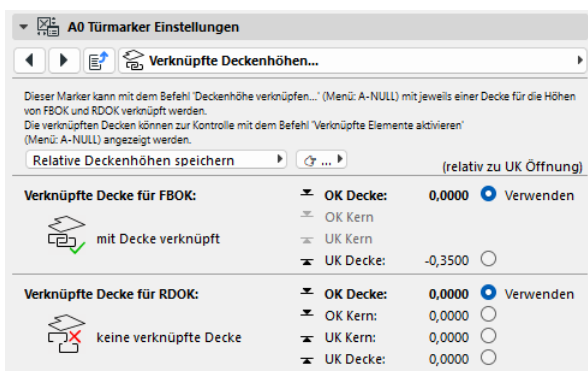 A0 Türmarker Einstellungen
Verknüpfte Deckenhöhen...
Dieser Marker kann mit dem Befehl 'Deckenhöhe verknüpfen...' (Menü: A-NULL) mit jeweils einer Decke für die Höhen
von FBOK und RDOK verknüpft werden.
Die verknüpften Decken können zur Kontrolle mit dem Befehl 'Verknüpfte Elemente aktivieren'
(Menü: A-NULL) angezeigt werden.
Relative Deckenhöhen speichern ... (relativ zu UK Öffnung)
Verknüpfte Decke für FBOK: OK Decke: 0,0000 Verwenden
OK Kern
mit Decke verknüpft UK Kern
UK Decke: -0,3500
Verknüpfte Decke für RDOK: OK Decke: 0,0000 Verwenden
OK Kern: 0,0000
keine verknüpfte Decke UK Kern: 0,0000
UK Decke: 0,0000